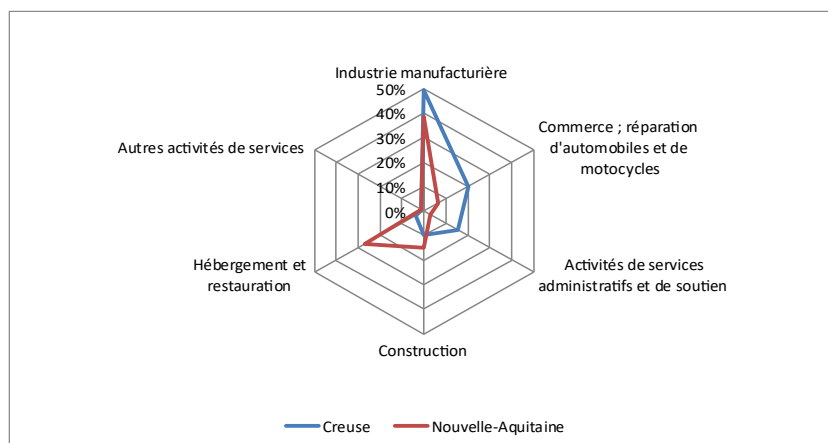 Industrie manufacturière
50%
40%
30%
20%
10%
0%
Commerce ; réparation
d'automobiles et de
motocycles
Activités de services
administratifs et de soutien
Construction
Hébergement et
restauration
Autres activités de services
Creuse
Nouvelle-Aquitaine